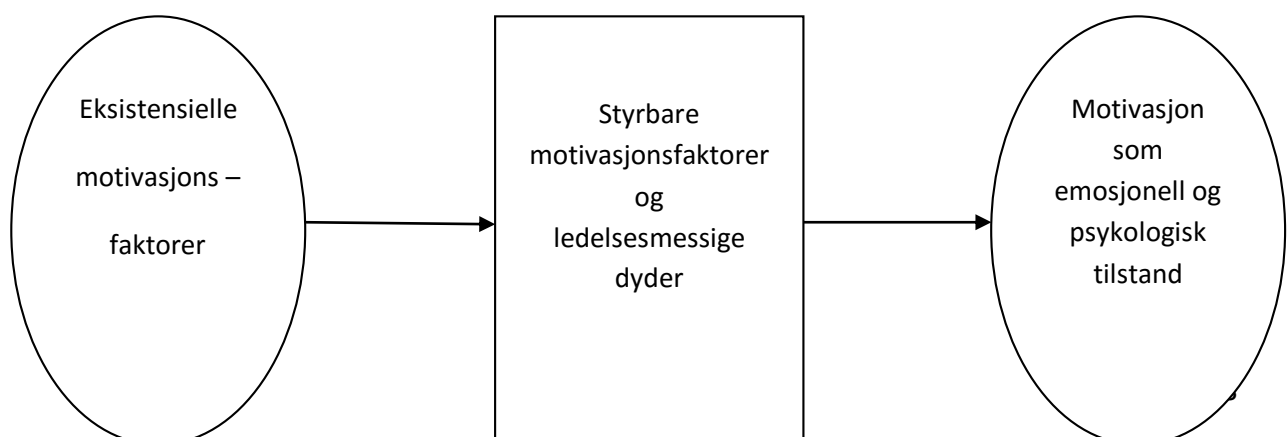 Eksistensielle
motivasjons –
faktorer
Styrbare
motivasjonsfaktorer
og
ledelsesmessige
dyder
Motivasjon
som
emosjonell og
psykologisk
tilstand